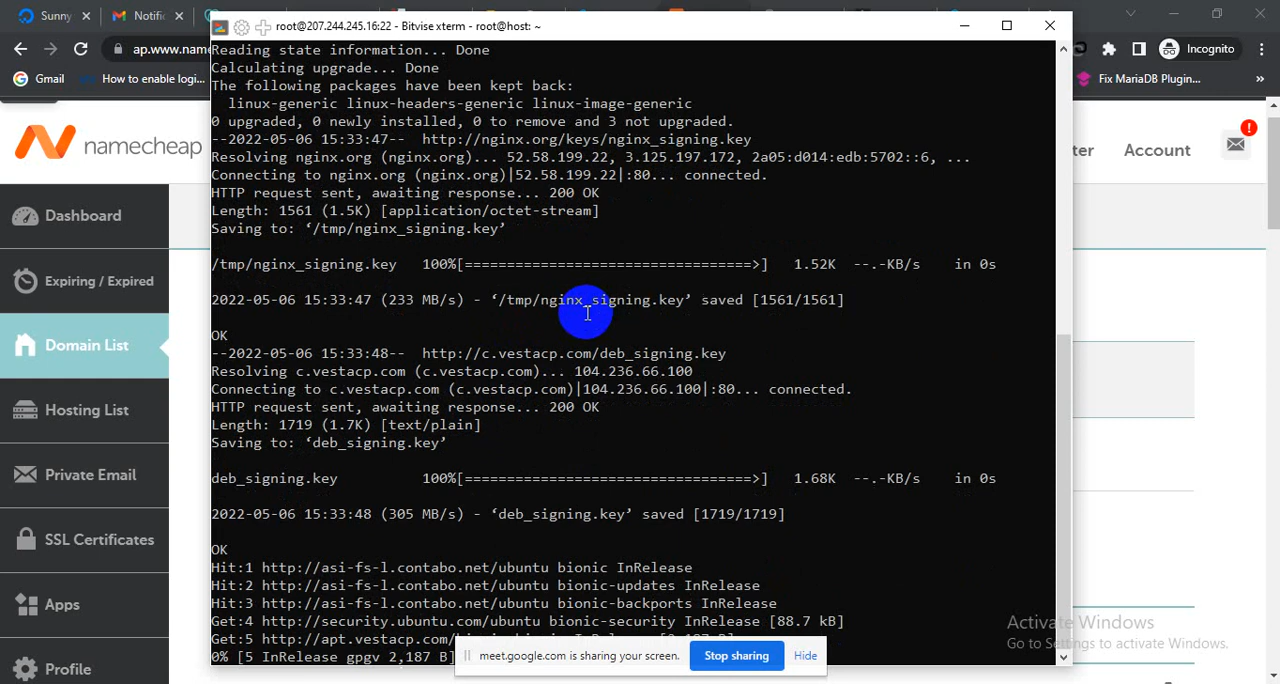 Sunny
Notific
root@207.244.245.16:22 - Bitvise xterm - root@host: ~
ap.www.name
Incognito
Gmail
How to enable logi...
Fix MariaDB Plugin...
»
namecheap
ter
Account
!
Dashboard
Expiring / Expired
Domain List
Hosting List
Private Email
SSL Certificates
Apps
Profile
Reading state information... Done
Calculating upgrade... Done
The following packages have been kept back:
linux-generic linux-headers-generic linux-image-generic
0 upgraded, 0 newly installed, 0 to remove and 3 not upgraded.
--2022-05-06 15:33:47-- http://nginx.org/keys/nginx_signing.key
Resolving nginx.org (nginx.org)... 52.58.199.22, 3.125.197.172, 2a05:d014:edb:5702::6, ...
Connecting to nginx.org (nginx.org)|52.58.199.22|:80... connected.
HTTP request sent, awaiting response... 200 OK
Length: 1561 (1.5K) [application/octet-stream]
Saving to: ‘/tmp/nginx_signing.key’
/tmp/nginx_signing.key 100%[==================================>] 1.52K --.-KB/s in 0s
2022-05-06 15:33:47 (233 MB/s) - ‘/tmp/nginx_signing.key’ saved [1561/1561]
OK
--2022-05-06 15:33:48-- http://c.vestacp.com/deb_signing.key
Resolving c.vestacp.com (c.vestacp.com)... 104.236.66.100
Connecting to c.vestacp.com (c.vestacp.com)|104.236.66.100|:80... connected.
HTTP request sent, awaiting response... 200 OK
Length: 1719 (1.7K) [text/plain]
Saving to: ‘deb_signing.key’
deb_signing.key 100%[==================================>] 1.68K --.-KB/s in 0s
2022-05-06 15:33:48 (305 MB/s) - ‘deb_signing.key’ saved [1719/1719]
OK
Hit:1 http://asi-fs-l.contabo.net/ubuntu bionic InRelease
Hit:2 http://asi-fs-l.contabo.net/ubuntu bionic-updates InRelease
Hit:3 http://asi-fs-l.contabo.net/ubuntu bionic-backports InRelease
Get:4 http://security.ubuntu.com/ubuntu bionic-security InRelease [88.7 kB]
Get:5 http://apt.vestacp.com/
0% [5 InRelease gpgv 2,187 B]
meet.google.com is sharing your screen.
Stop sharing
Hide
Activate Windows
Go to Settings to activate Windows.